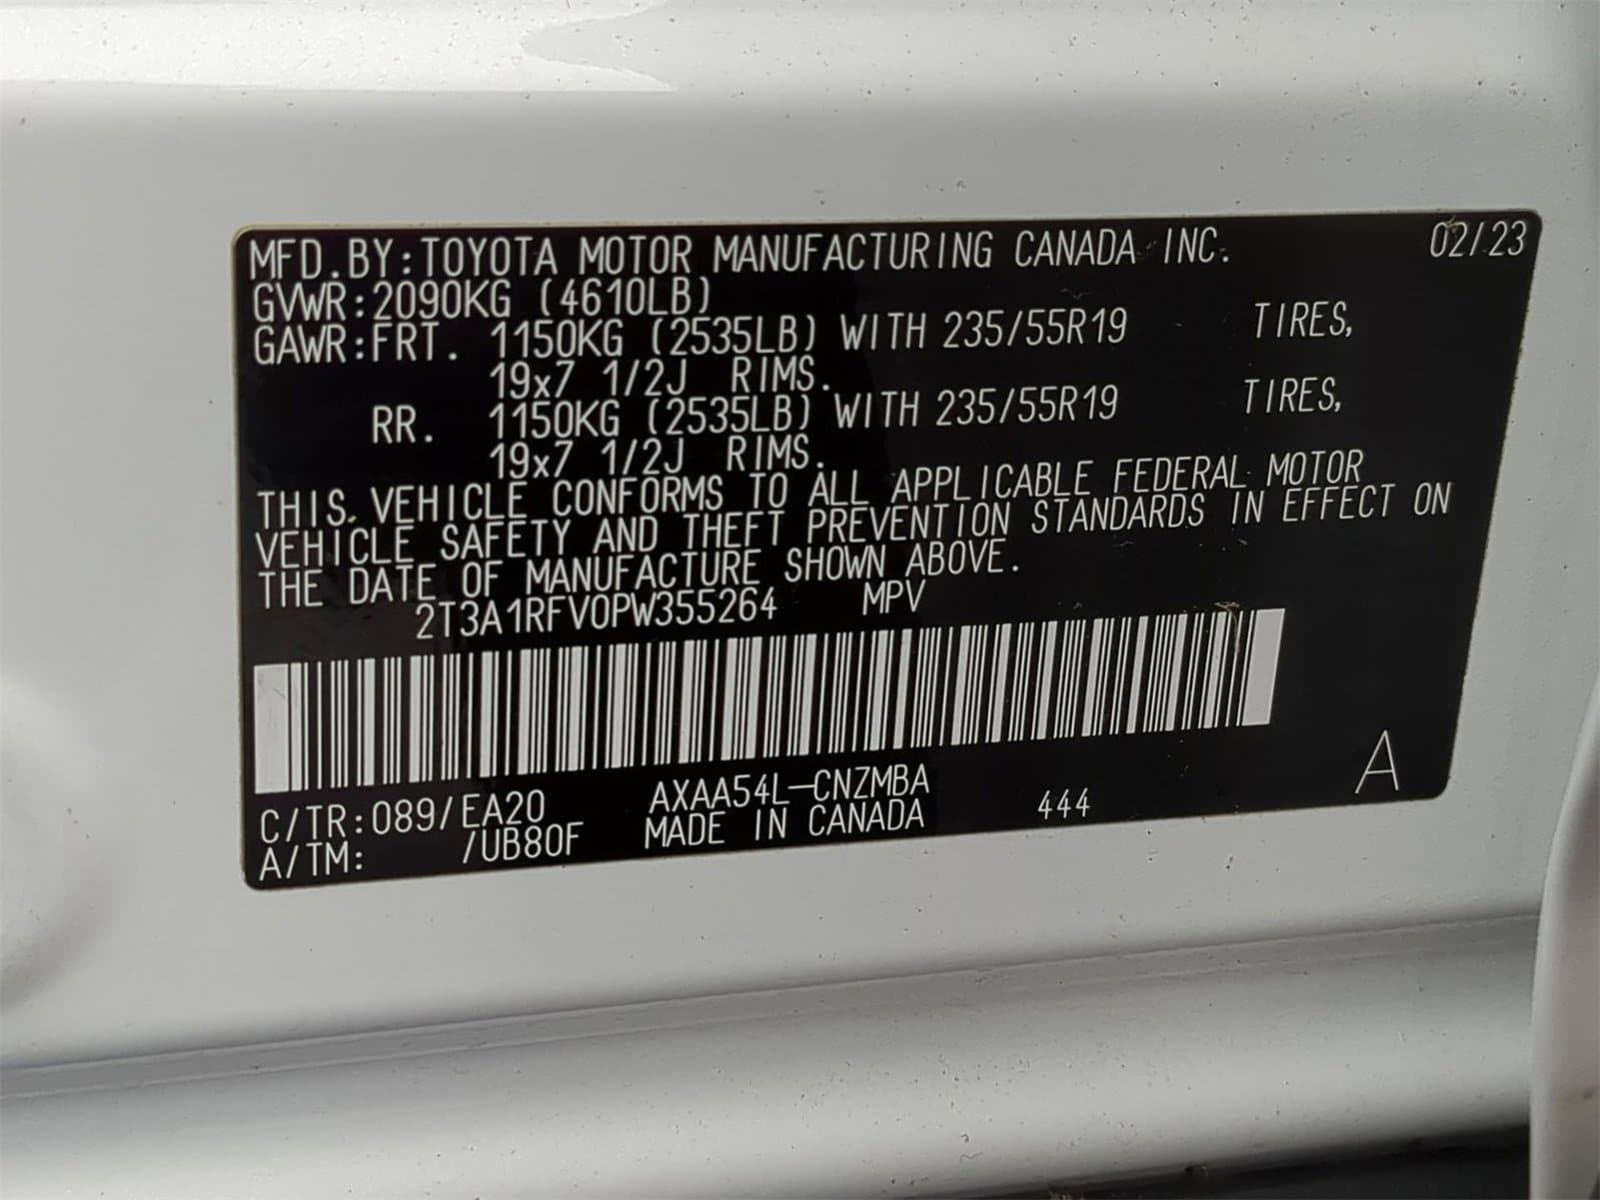 MFD.BY:TOYOTA MOTOR MANUFACTURING CANADA INC. 02/23
GVWR:2090KG (4610LB)
GAWR:FRT. 1150KG (2535LB) WITH 235/55R19 TIRES,
19x7 1/2J RIMS.
RR. 1150KG (2535LB) WITH 235/55R19 TIRES,
19x7 1/2J RIMS.
THIS VEHICLE CONFORMS TO ALL APPLICABLE FEDERAL MOTOR
VEHICLE SAFETY AND THEFT PREVENTION STANDARDS IN EFFECT ON
THE DATE OF MANUFACTURE SHOWN ABOVE.
2T3A1RFV0PW355264 MPV
C/TR:089/EA20 AXAA54L-CNZMBA 444 A
A/TM: /UB80F MADE IN CANADA